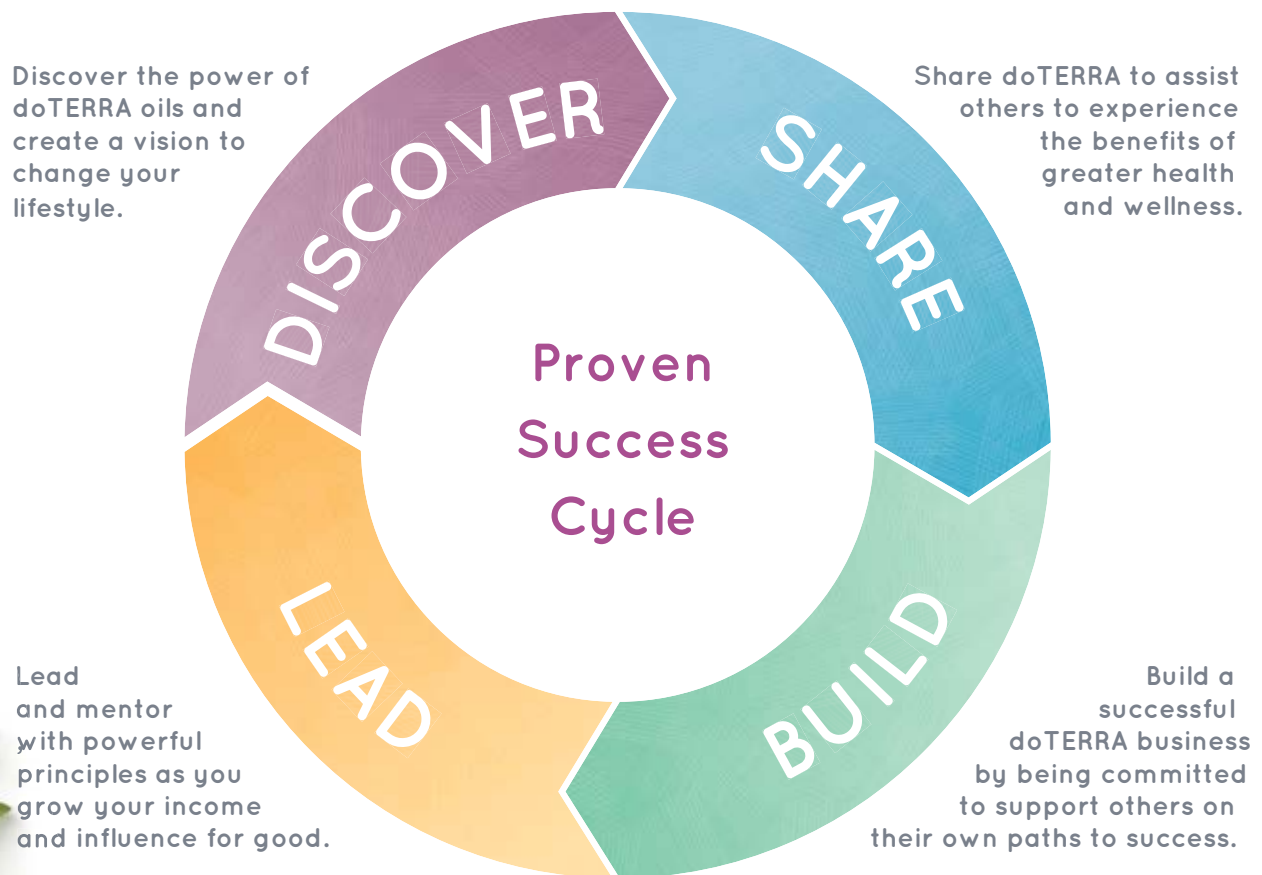 Discover the power of
doTERRA oils and
create a vision to
change your
lifestyle.
DISCOVER
SHARE
Share doTERRA to assist
others to experience
the benefits of
greater health
and wellness.
Proven
Success
Cycle
LEAD
BUILD
Lead
and mentor
with powerful
principles as you
grow your income
and influence for good.
Build a
successful
doTERRA business
by being committed
to support others on
their own paths to success.